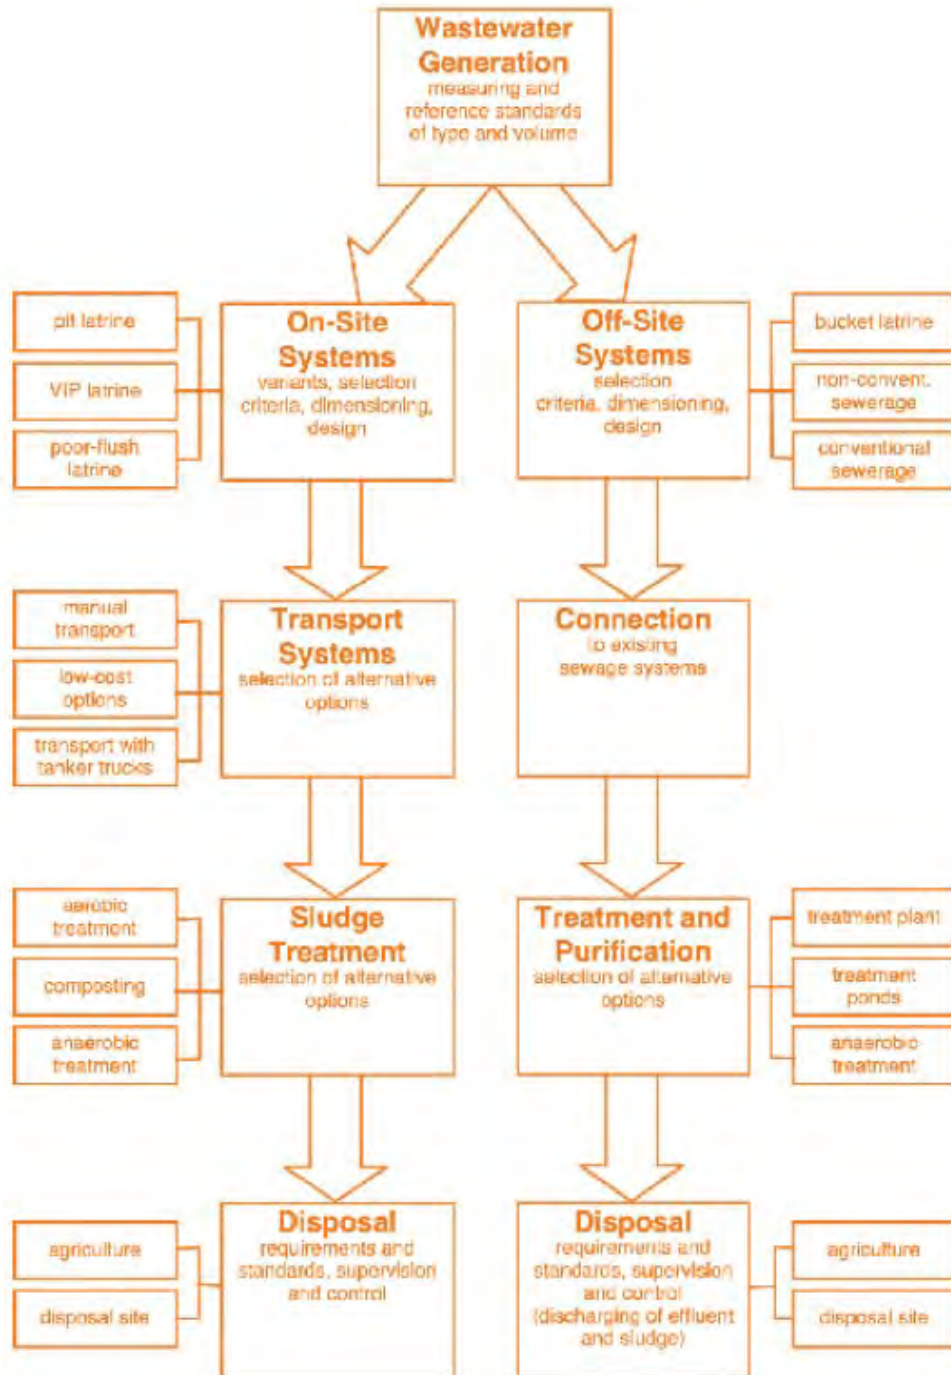 Wastewater
Generation
measuring and
reference standards
of type and volume
pit latrine
VIP latrine
poor-flush
latrine
On-Site
Systems
variants, selection
criteria, dimensioning,
design
Off-Site
Systems
selection
criteria, dimensioning,
design
bucket latrine
non-convent.
sewerage
conventional
sewerage
manual
transport
low-cost
options
transport with
tanker trucks
Transport
Systems
selection of alternative
options
Connection
to existing
sewage systems
aerobic
treatment
composting
anaerobic
treatment
Sludge
Treatment
selection of alternative
options
Treatment and
Purification
selection of alternative
options
treatment plant
treatment
ponds
anaerobic
treatment
agriculture
disposal site
Disposal
requirements and
standards, supervision
and control
Disposal
requirements and
standards, supervision
and control
(discharging of effluent
and sludge)
agriculture
disposal site